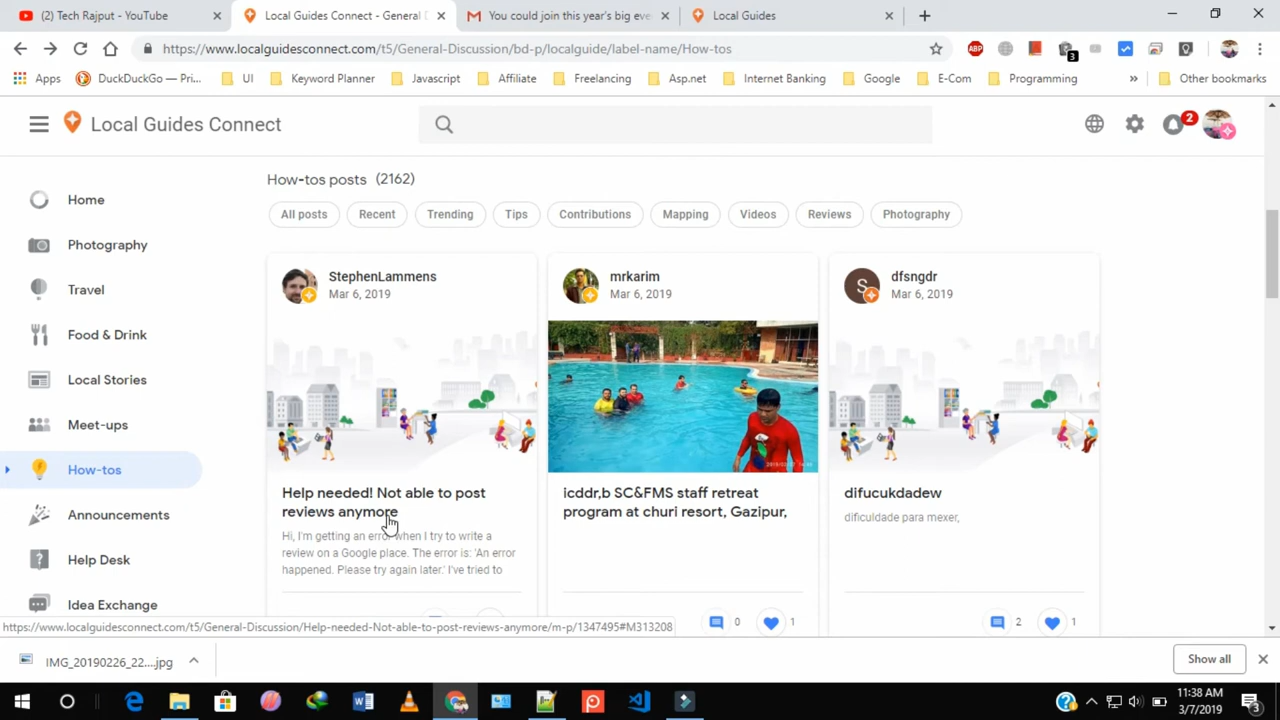 (2) Tech Rajput - YouTube
Local Guides Connect - General D
You could join this year's big eve
Local Guides
https://www.localguidesconnect.com/t5/General-Discussion/bd-p/localguide/label-name/How-tos
ABP
3
Apps
DuckDuckGo — Pri...
UI
Keyword Planner
Javascript
Affiliate
Freelancing
Asp.net
Internet Banking
Google
E-Com
Programming
»
Other bookmarks
Local Guides Connect
2
Home
Photography
Travel
Food & Drink
Local Stories
Meet-ups
How-tos
Announcements
Help Desk
Idea Exchange
How-tos posts (2162)
All posts
Recent
Trending
Tips
Contributions
Mapping
Videos
Reviews
Photography
StephenLammens
Mar 6, 2019
Help needed! Not able to post
reviews anymore
Hi, I'm getting an error when I try to write a
review on a Google place. The error is: 'An error
happened. Please try again later.' I've tried to
mrkarim
Mar 6, 2019
icddr,b SC&FMS staff retreat
program at churi resort, Gazipur,
0
1
S
dfsngdr
Mar 6, 2019
difucukdadew
dificuldade para mexer,
2
1
https://www.localguidesconnect.com/t5/General-Discussion/Help-needed-Not-able-to-post-reviews-anymore/m-p/1347495#M313208
IMG_20190226_22....jpg
Show all
11:38 AM
3/7/2019
3